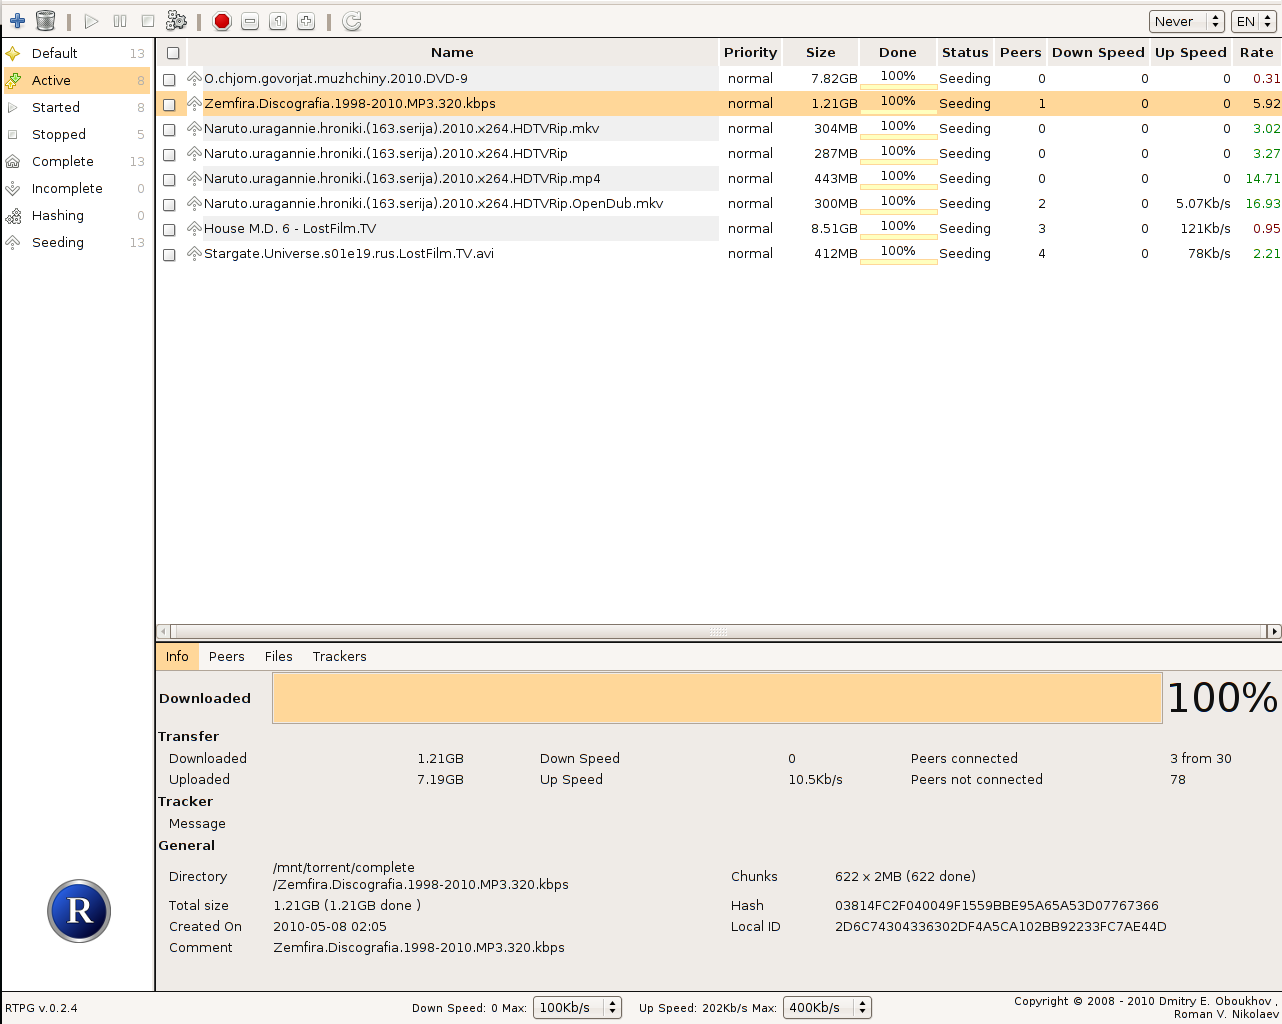 Never EN
Default 13
Active 8
Started 8
Stopped 5
Complete 13
Incomplete 0
Hashing 0
Seeding 13
Name Priority Size Done Status Peers Down Speed Up Speed Rate
O.chjom.govorjat.muzhchiny.2010.DVD-9 normal 7.82GB 100% Seeding 0 0 0 0.31
Zemfira.Discografia.1998-2010.MP3.320.kbps normal 1.21GB 100% Seeding 1 0 0 5.92
Naruto.uragannie.hroniki.(163.serija).2010.x264.HDTVRip.mkv normal 304MB 100% Seeding 0 0 0 3.02
Naruto.uragannie.hroniki.(163.serija).2010.x264.HDTVRip normal 287MB 100% Seeding 0 0 0 3.27
Naruto.uragannie.hroniki.(163.serija).2010.x264.HDTVRip.mp4 normal 443MB 100% Seeding 0 0 0 14.71
Naruto.uragannie.hroniki.(163.serija).2010.x264.HDTVRip.OpenDub.mkv normal 300MB 100% Seeding 2 0 5.07Kb/s 16.93
House M.D. 6 - LostFilm.TV normal 8.51GB 100% Seeding 3 0 121Kb/s 0.95
Stargate.Universe.s01e19.rus.LostFilm.TV.avi normal 412MB 100% Seeding 4 0 78Kb/s 2.21
Info Peers Files Trackers
Downloaded 100%
Transfer
Downloaded 1.21GB Down Speed 0 Peers connected 3 from 30
Uploaded 7.19GB Up Speed 10.5Kb/s Peers not connected 78
Tracker
Message
General
Directory /mnt/torrent/complete
/Zemfira.Discografia.1998-2010.MP3.320.kbps
Chunks 622 x 2MB (622 done)
Total size 1.21GB (1.21GB done ) Hash 03814FC2F040049F1559BBE95A65A53D07767366
Created On 2010-05-08 02:05 Local ID 2D6C74304336302DF4A5CA102BB92233FC7AE44D
Comment Zemfira.Discografia.1998-2010.MP3.320.kbps
R
RTPG v.0.2.4 Down Speed: 0 Max: 100Kb/s Up Speed: 202Kb/s Max: 400Kb/s
Copyright © 2008 - 2010 Dmitry E. Oboukhov ,
Roman V. Nikolaev